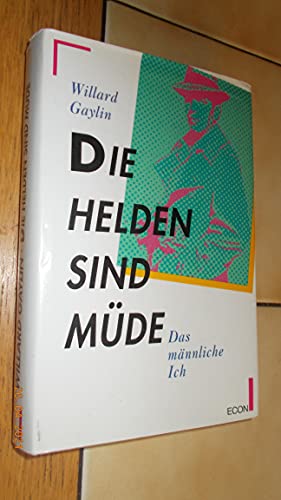 Willard
Gaylin
DIE
HELDEN
SIND
MÜDE
Das
männliche
Ich
ECON
WILLARD GAYLIN · DIE HELDEN SIND MÜDE